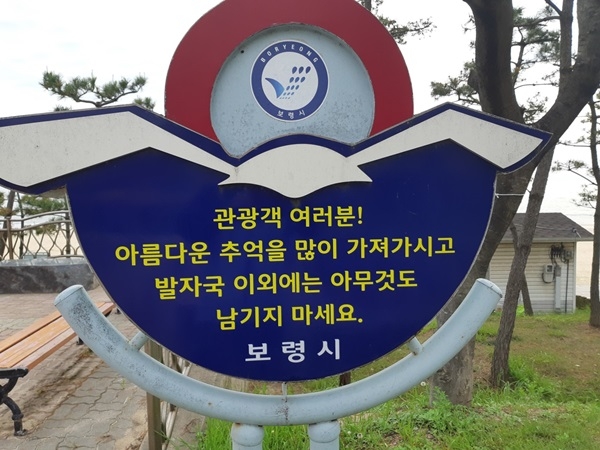 BORYEONG
보령시
관광객 여러분!
아름다운 추억을 많이 가져가시고
발자국 이외에는 아무것도
남기지 마세요.
보령시